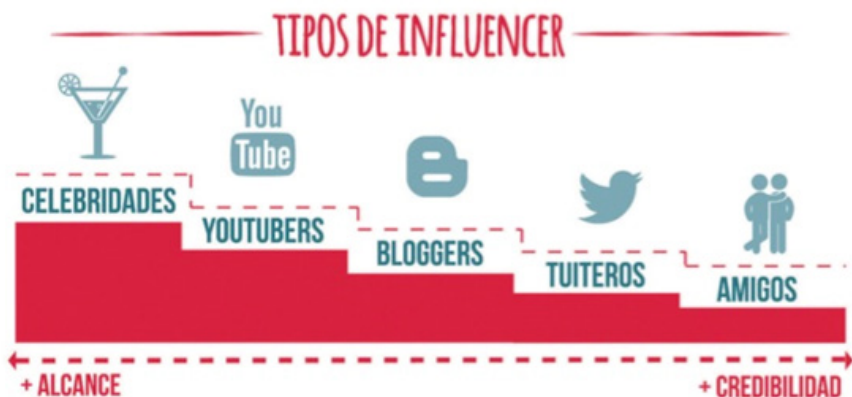 TIPOS DE INFLUENCER
You
Tube
CELEBRIDADES
YOUTUBERS
BLOGGERS
TUITEROS
AMIGOS
+ ALCANCE
+ CREDIBILIDAD